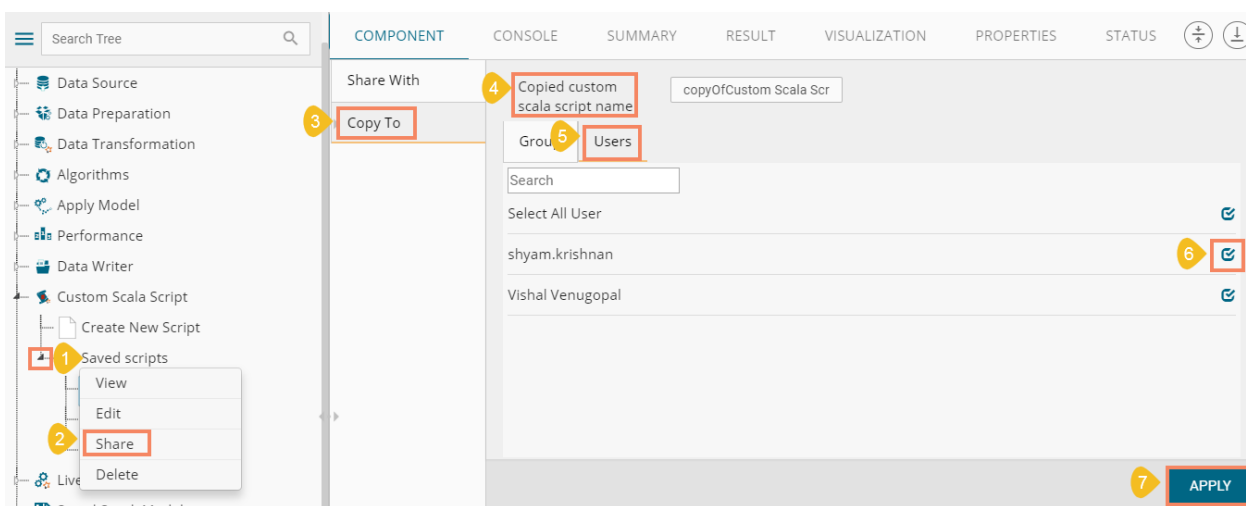 Search Tree
COMPONENT CONSOLE SUMMARY RESULT VISUALIZATION PROPERTIES STATUS
Data Source
Data Preparation
Data Transformation
Algorithms
Apply Model
Performance
Data Writer
Custom Scala Script
Create New Script
1 Saved scripts
View
Edit
2 Share
Delete
Share With
3 Copy To
4 Copied custom
scala script name
copyOfCustom Scala Scr
5 Users
Search
Select All User
shyam.krishnan 6
Vishal Venugopal
7 APPLY